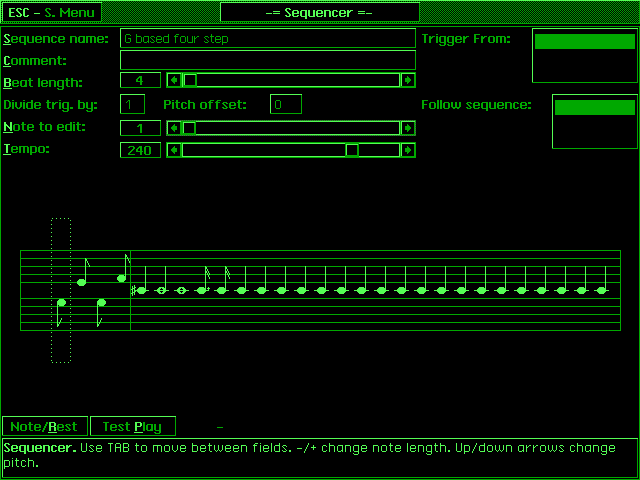 ESC - S. Menu
-= Sequencer =-
Sequence name: G based four step
Trigger From:
Comment:
Beat length: 4
Divide trig. by: 1 Pitch offset: 0
Follow sequence:
Note to edit: 1
Tempo: 240
Note/Rest Test Play -
Sequencer. Use TAB to move between fields. -/+ change note length. Up/down arrows change
pitch.